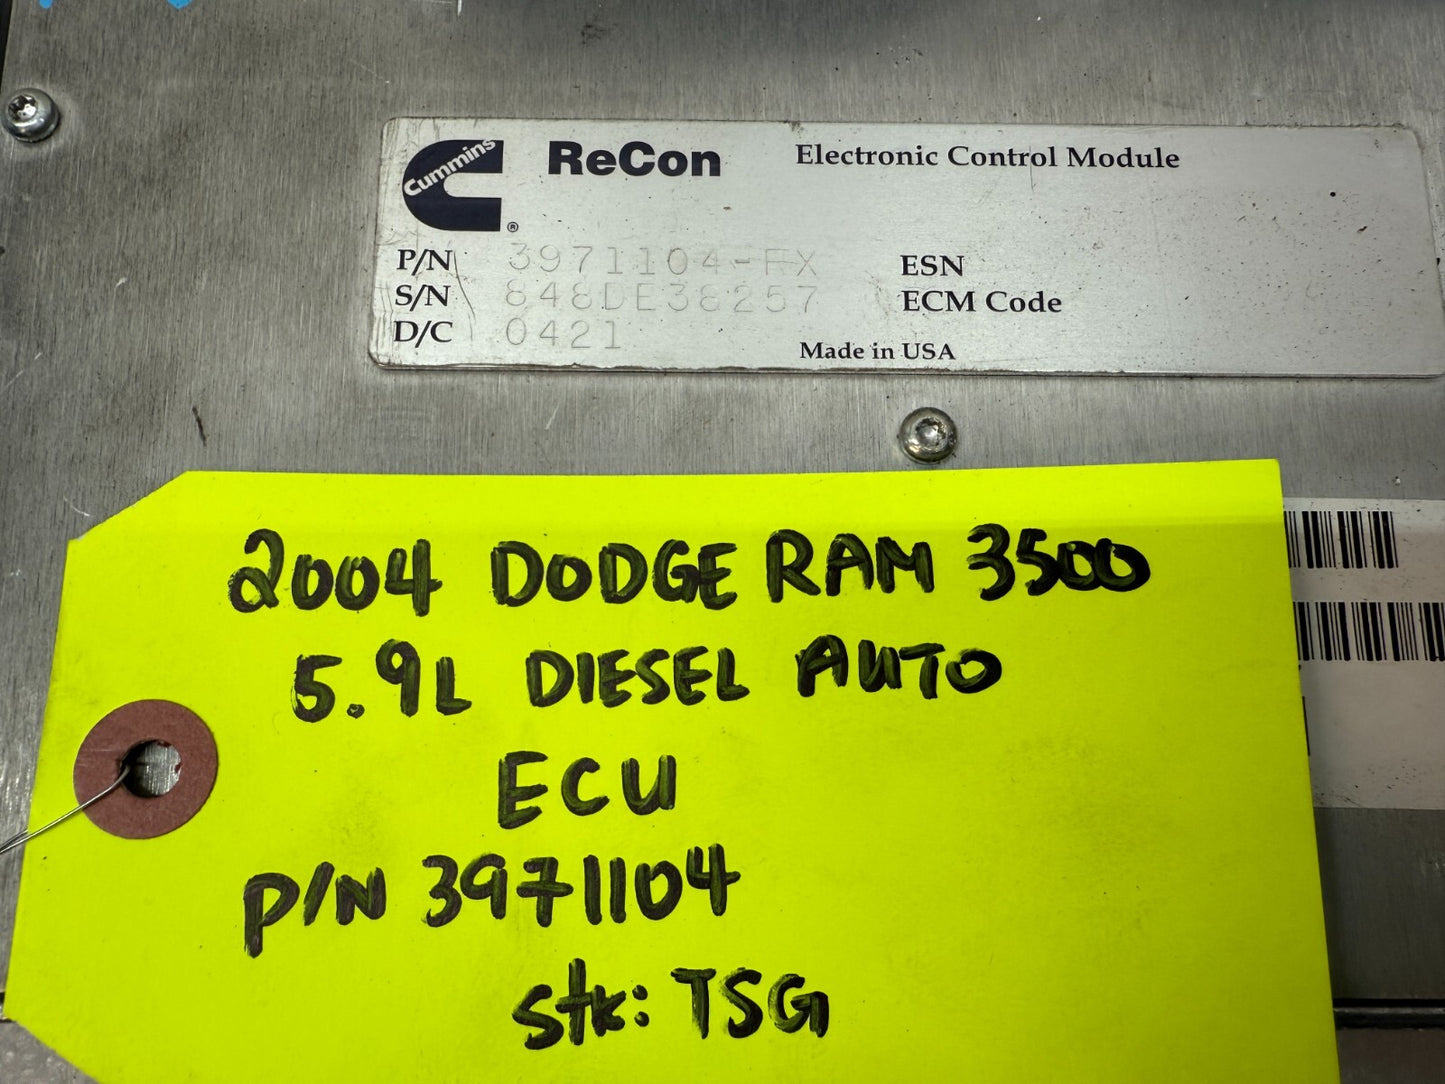 Cummins ® ReCon Electronic Control Module
P/N 3971104-FX ESN
S/N 848DE38257 ECM Code
D/C 0421
Made in USA
2004 DODGE RAM 3500
5.9L DIESEL AUTO
ECU
P/N 3971104
stk: TSG